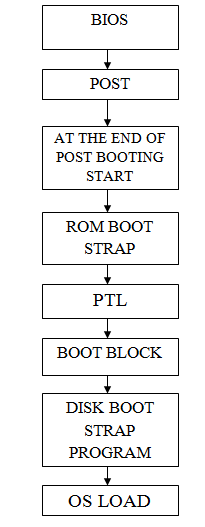 BIOS
POST
AT THE END OF
POST BOOTING
START
ROM BOOT
STRAP
PTL
BOOT BLOCK
DISK BOOT
STRAP
PROGRAM
OS LOAD